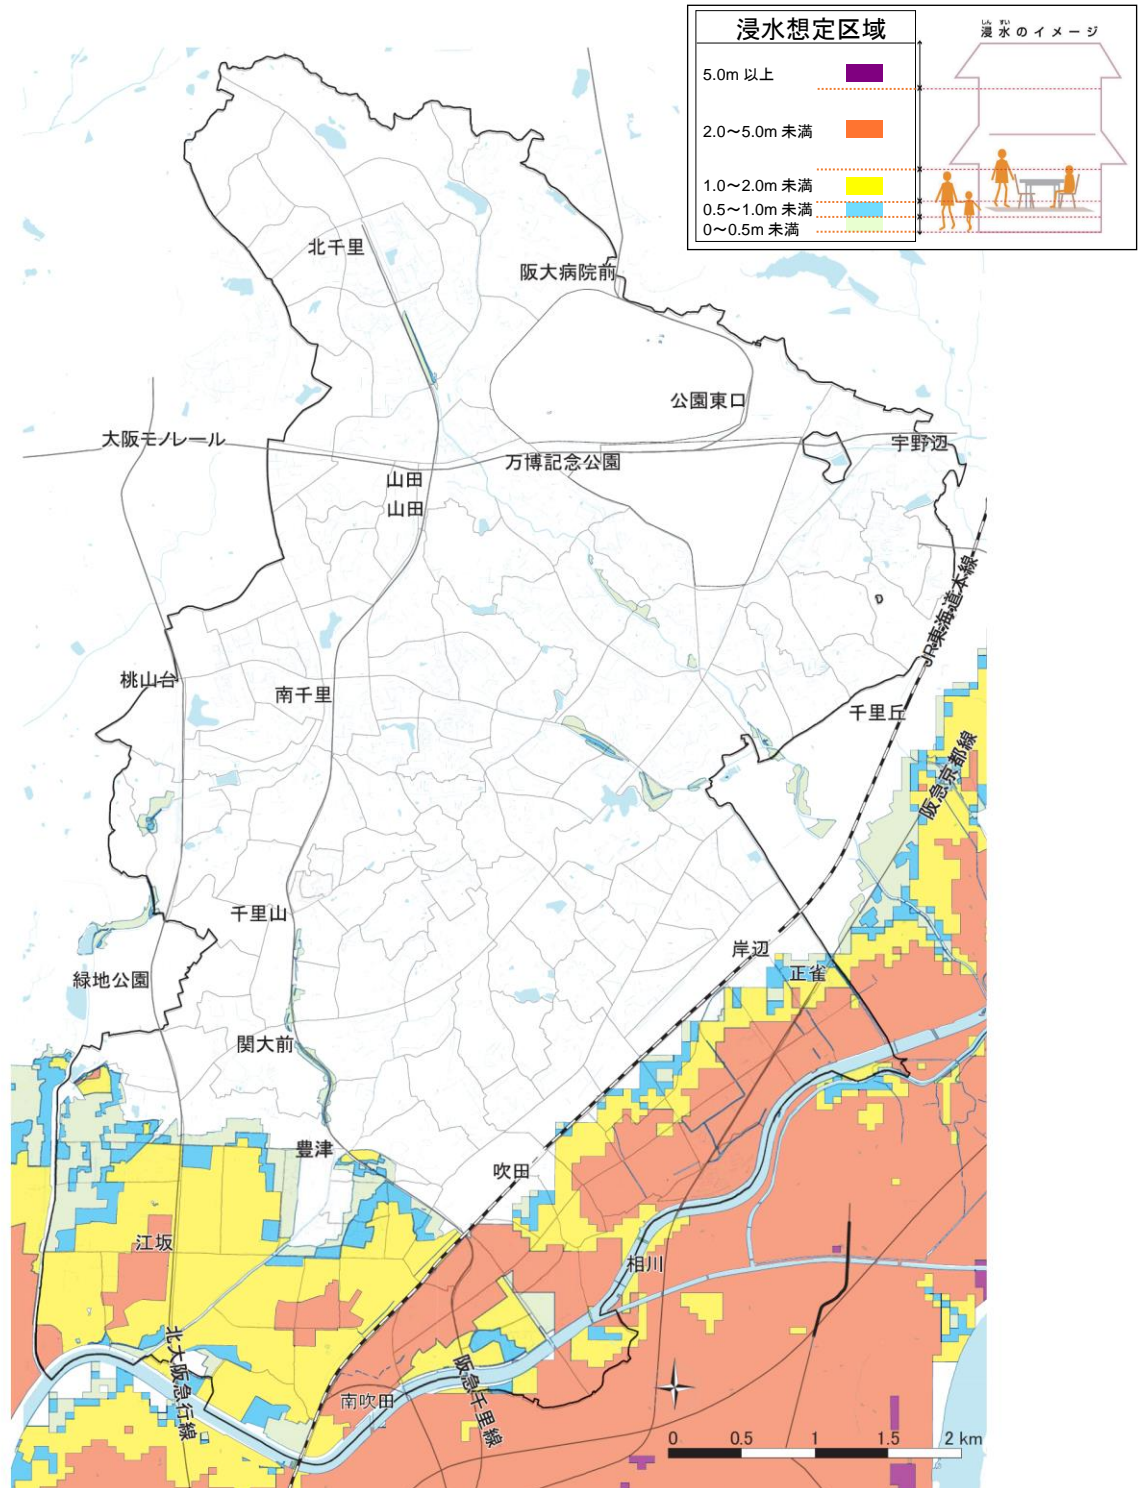 浸水想定区域
しん すい
浸水のイメージ
5.0m 以上
2.0～5.0m 未満
1.0～2.0m 未満
0.5～1.0m 未満
0～0.5m 未満
北千里
阪大病院前
公園東口
大阪モノレール
万博記念公園
宇野辺
山田
山田
JR東海道本線
桃山台
南千里
千里丘
阪急京都線
千里山
岸辺
正雀
緑地公園
関大前
豊津
吹田
江坂
相川
北大阪急行線
阪急千里線
南吹田
0 0.5 1 1.5 2 km